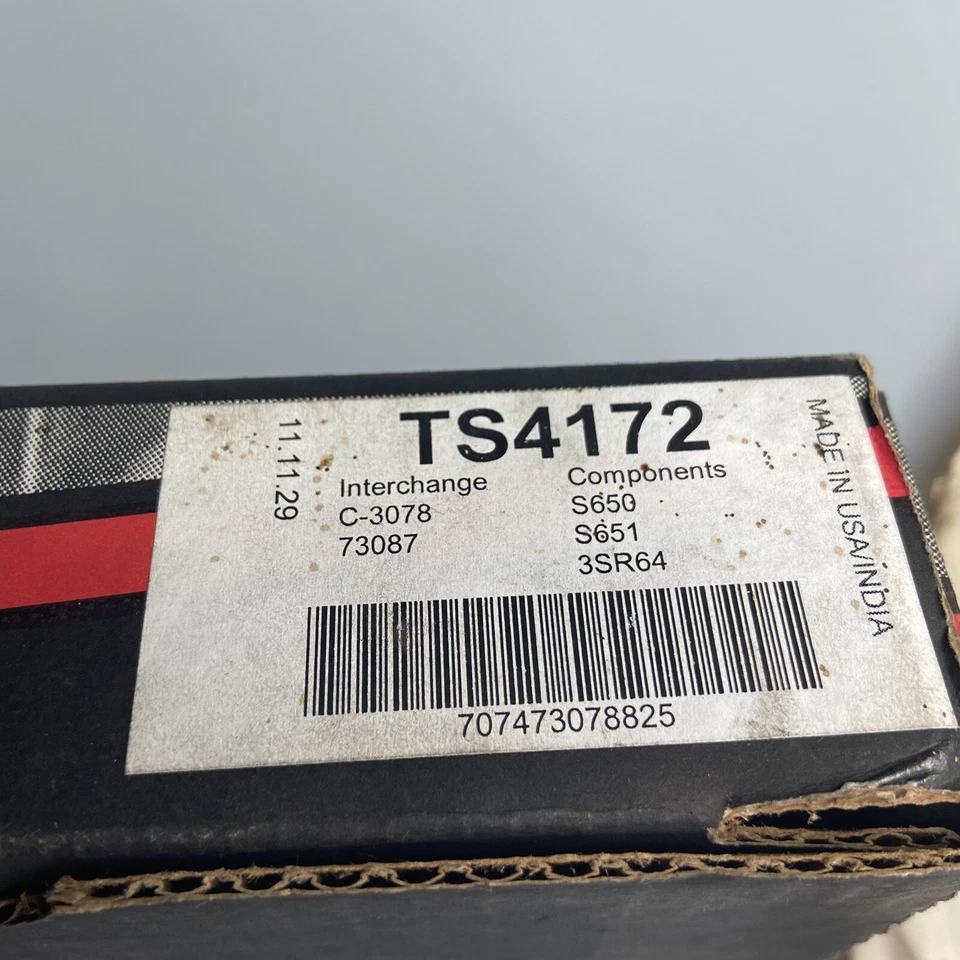 TS4172
11.11.29
Interchange
C-3078
73087
Components
S650
S651
3SR64
MADE IN USA/INDIA
707473078825